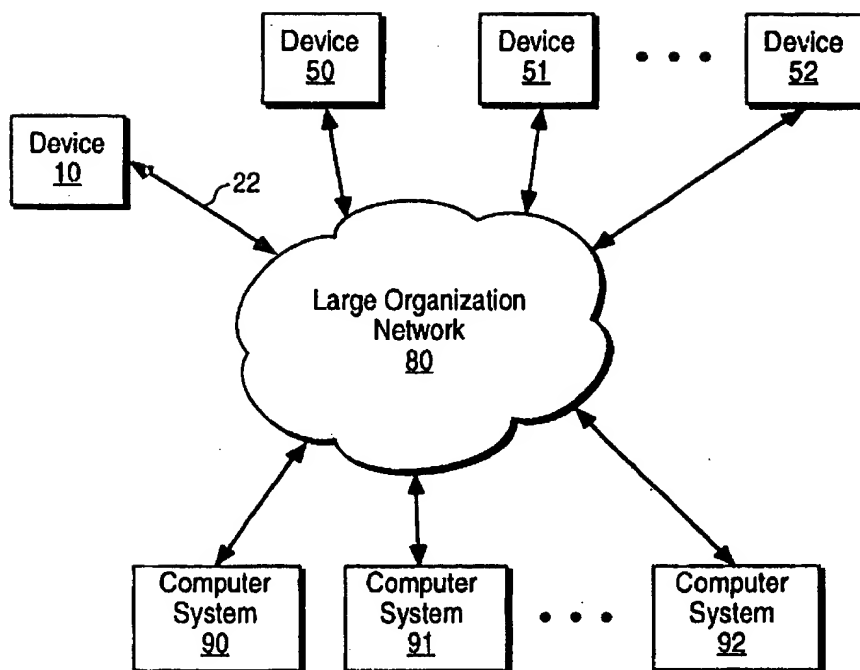 Device
50
Device
51
Device
52
Device
10
22
Large Organization
Network
80
Computer
System
90
Computer
System
91
Computer
System
92